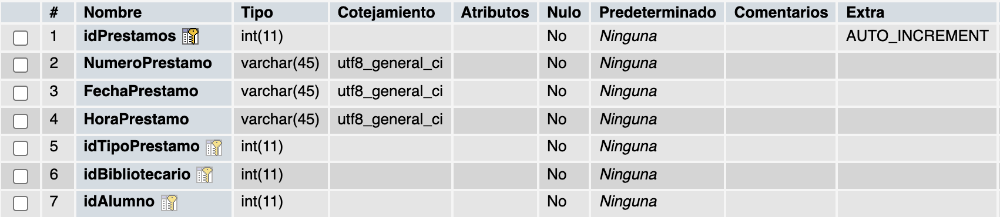 # Nombre Tipo Cotejamiento Atributos Nulo Predeterminado Comentarios Extra
1 idPrestamos int(11) No Ninguna AUTO_INCREMENT
2 NumeroPrestamo varchar(45) utf8_general_ci No Ninguna
3 FechaPrestamo varchar(45) utf8_general_ci No Ninguna
4 HoraPrestamo varchar(45) utf8_general_ci No Ninguna
5 idTipoPrestamo int(11) No Ninguna
6 idBibliotecario int(11) No Ninguna
7 idAlumno int(11) No Ninguna